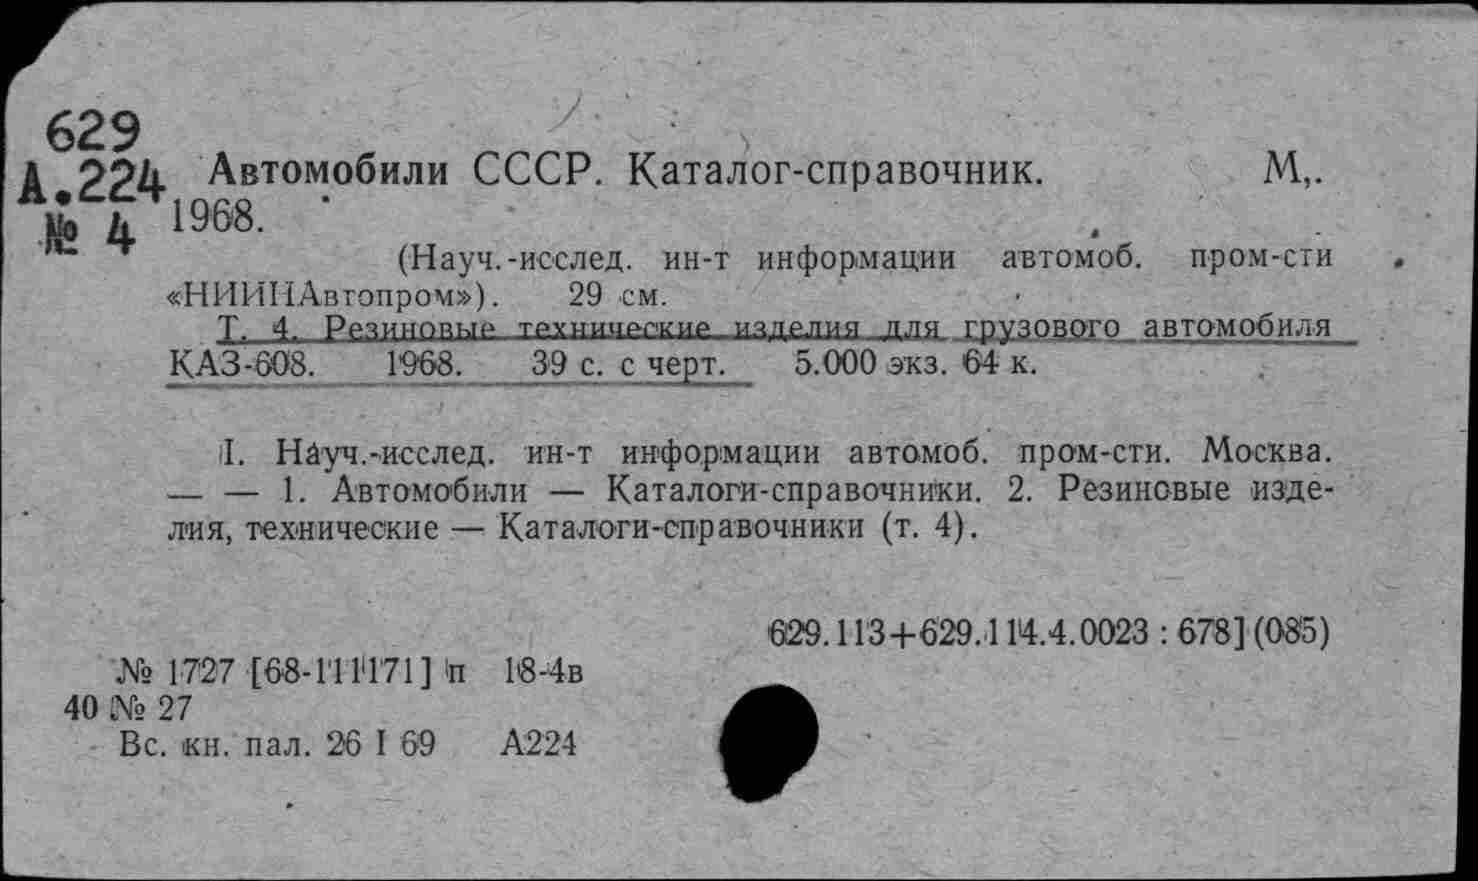 629
А.224 Автомобили СССР. Каталог-справочник. М,.
№ 4 1968.
(Науч.-исслед. ин-т информации автомоб. пром-сти
«НИИНАвтопром»). 29 см.
Т. 4. Резиновые технические изделия для грузового автомобиля
КАЗ-608. 1968. 39 с. с черт. 5.000 экз. 64 к.
I. Науч.-исслед. ин-т информации автомоб. пром-сти. Москва.
— — 1. Автомобили — Каталоги-справочники. 2. Резиновые изде-
лия, технические — Каталоги-справочники (т. 4).
629.113+629.114.4.0023 : 678] (085)
№ 1727 [68-111171] п 18-4в
40 № 27
Вс. кн. пал. 26 I 69 А224